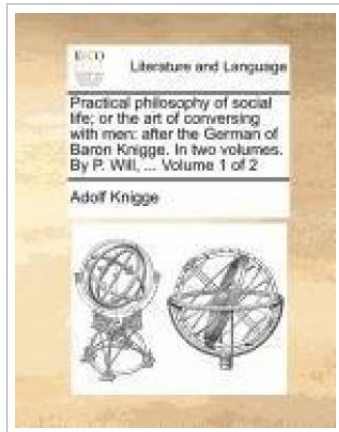 ECCO
Literature and Language
Practical philosophy of social
life; or the art of conversing
with men: after the German of
Baron Knigge. In two volumes.
By P. Will, ... Volume 1 of 2
Adolf Knigge